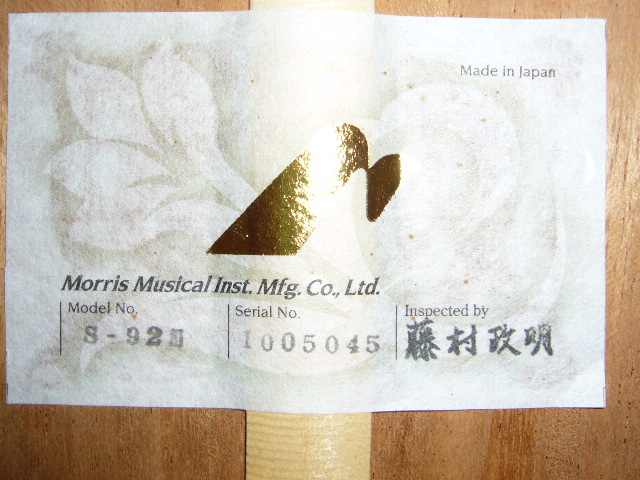 Made in Japan
Morris Musical Inst. Mfg. Co., Ltd.
Model No.
Serial No.
Inspected by
1005045
藤村政明